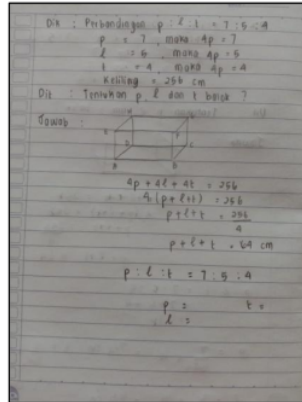 Dik : Perbandingan p : l : t = 7 : 5 : 4
p = 7, maka 4p = 7
l = 5, maka 4p = 5
t = 4 maka 4p = 4
Keliling = 256 cm
Dit : Tentukan p, l dan t balok ?
Jawab :
4p + 4l + 4t = 256
4 (p + l + t) = 256
p + l + t = 256
4
p + l + t = 64 cm
p : l : t = 7 : 5 : 4
p = t =
l =